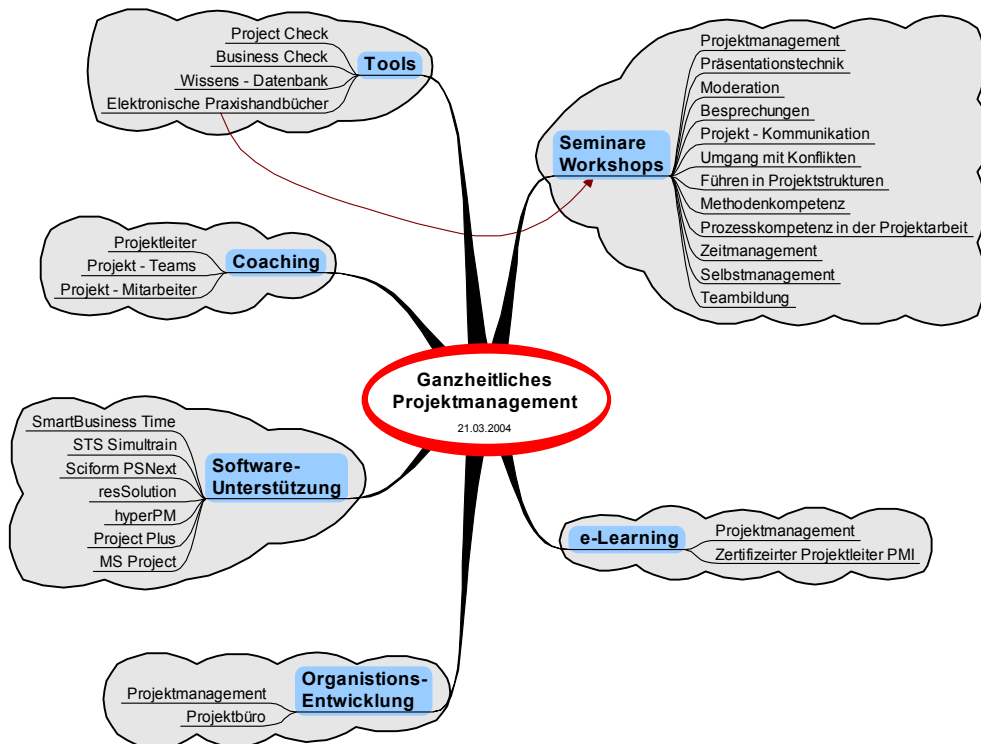 Project Check
Business Check
Wissens - Datenbank
Elektronische Praxishandbücher
Tools
Seminare
Workshops
Projektmanagement
Präsentationstechnik
Moderation
Besprechungen
Projekt - Kommunikation
Umgang mit Konflikten
Führen in Projektstrukturen
Methodenkompetenz
Prozesskompetenz in der Projektarbeit
Zeitmanagement
Selbstmanagement
Teambildung
Projektleiter
Projekt - Teams
Projekt - Mitarbeiter
Coaching
Ganzheitliches
Projektmanagement
21.03.2004
SmartBusiness Time
STS Simultrain
Sciform PSNext
resSolution
hyperPM
Project Plus
MS Project
Software-
Unterstützung
e-Learning
Projektmanagement
Zertifizeirter Projektleiter PMI
Projektmanagement
Projektbüro
Organistions-
Entwicklung